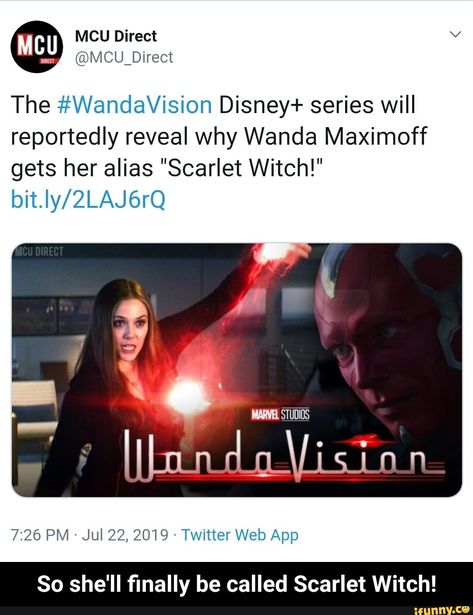 MCU
DIRECT
MCU Direct
@MCU_Direct
The #WandaVision Disney+ series will
reportedly reveal why Wanda Maximoff
gets her alias "Scarlet Witch!"
bit.ly/2LAJ6rQ
MCU DIRECT
MARVEL STUDIOS
WandaVision
7:26 PM · Jul 22, 2019 · Twitter Web App
So she'll finally be called Scarlet Witch!
ifunny.co